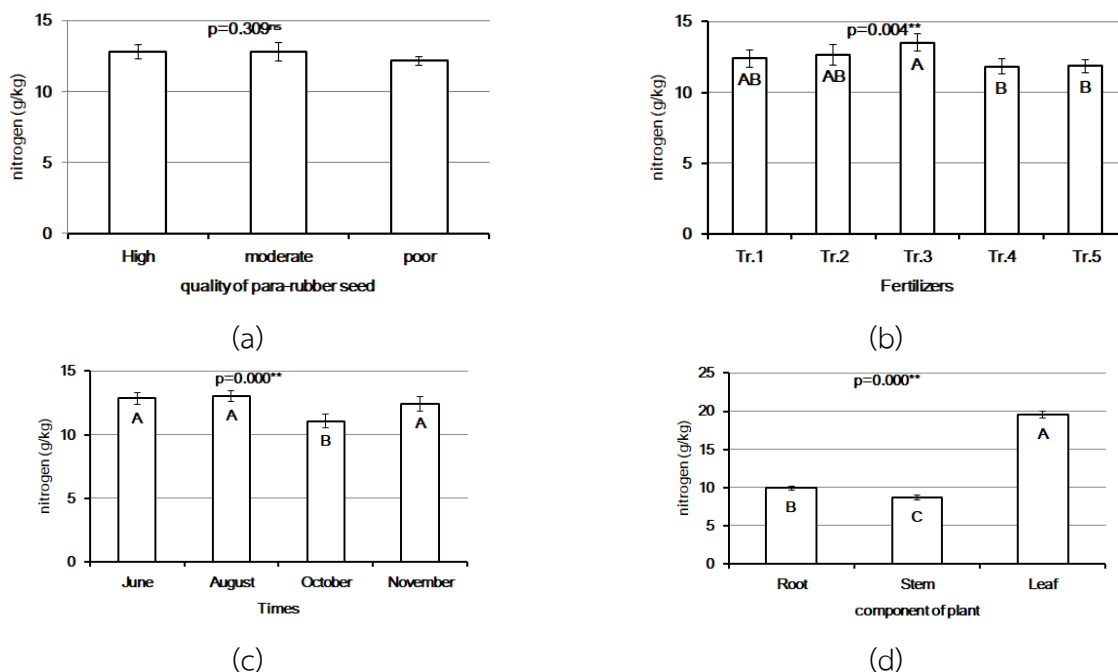 p=0.309ns
15
10
5
0
nitrogen (g/kg)
High moderate poor
quality of para-rubber seed
(a)
p=0.004**
15
10
5
0
nitrogen (g/kg)
AB AB A B B
Tr.1 Tr.2 Tr.3 Tr.4 Tr.5
Fertilizers
(b)
p=0.000**
15
10
5
0
nitrogen (g/kg)
A A B A
June August October November
Times
(c)
p=0.000**
25
20
15
10
5
0
nitrogen (g/kg)
B C A
Root Stem Leaf
component of plant
(d)